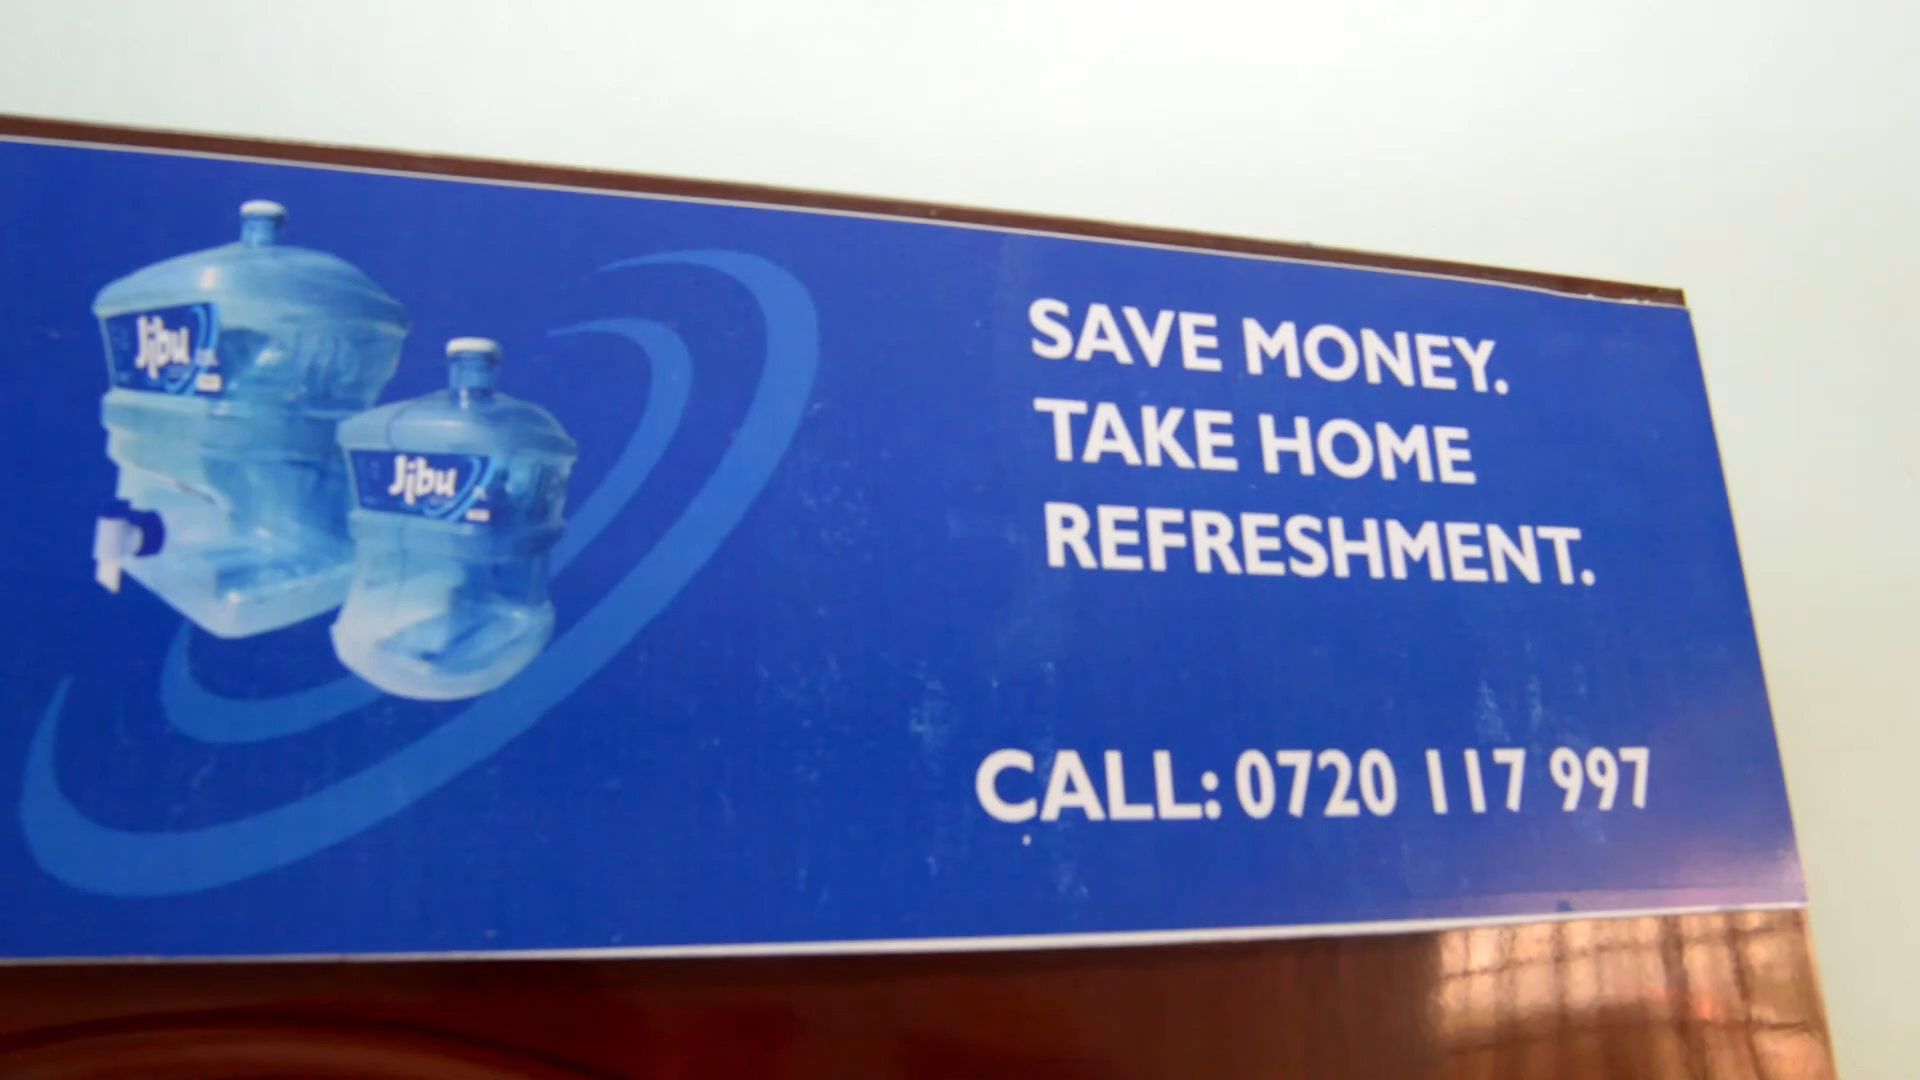 Jibu
Jibu
SAVE MONEY.
TAKE HOME
REFRESHMENT.
CALL: 0720 117 997